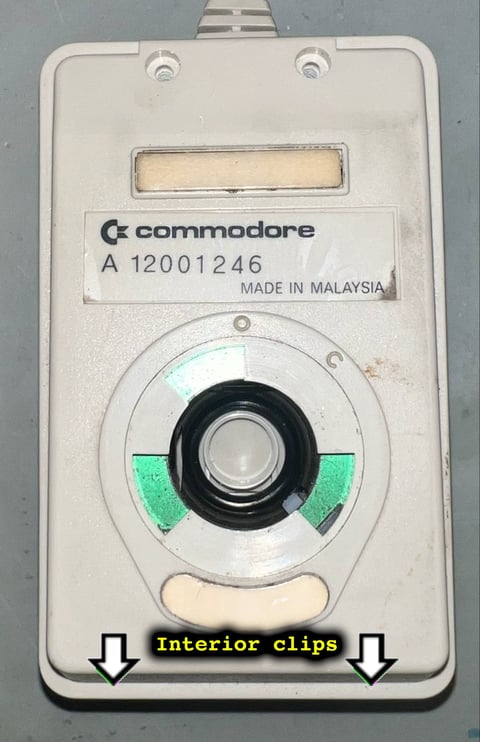 commodore
A 12001246
MADE IN MALAYSIA
O
C
Interior clips